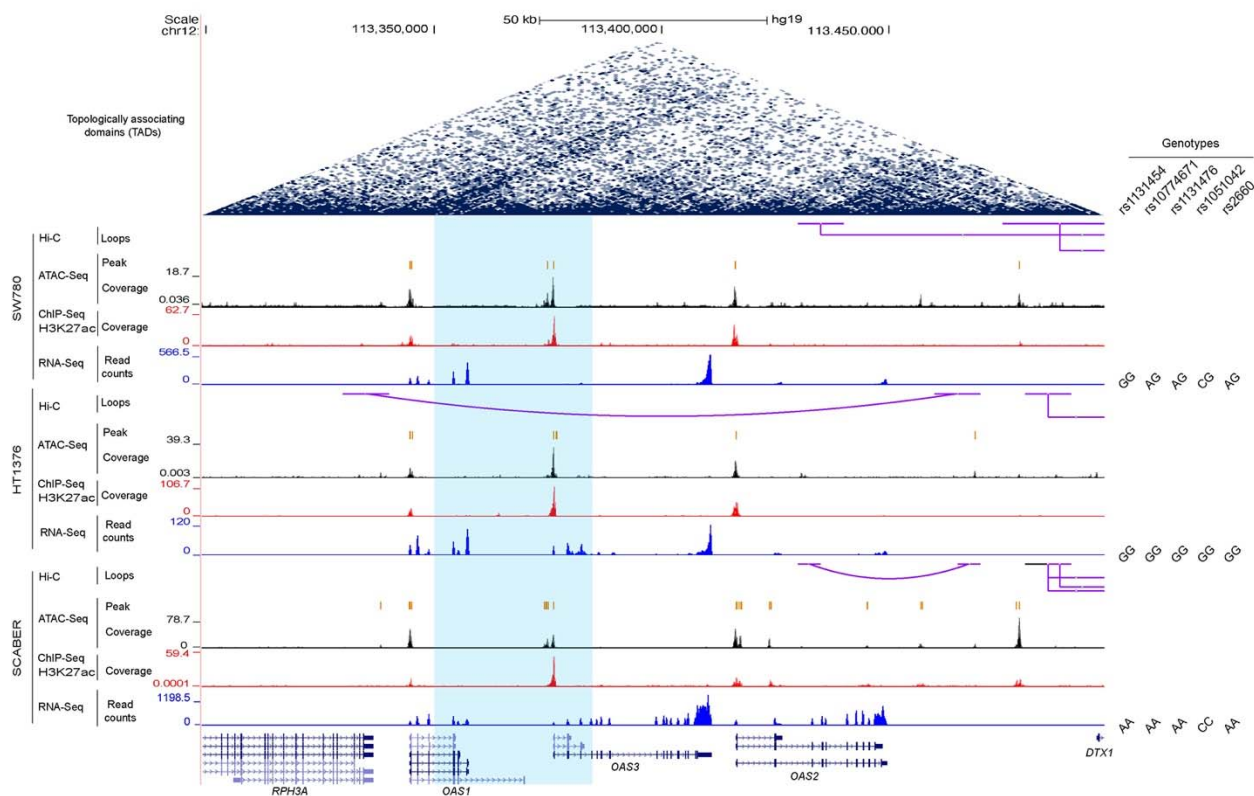 Scale 50 kb hg19
chr12: 113,350,000 113,400,000 113,450,000
Topologically associating
domains (TADs)
Genotypes
rs1131454 rs10774671 rs1131476 rs1051042 rs2660
SW780
Hi-C Loops
ATAC-Seq Peak
Coverage 18.7
0.036
ChIP-Seq 62.7
H3K27ac Coverage 0
RNA-Seq Read counts 566.5
0
GG AG AG CG AG
HT1376
Hi-C Loops
ATAC-Seq Peak
Coverage 39.3
0.003
ChIP-Seq 106.7
H3K27ac Coverage 0
RNA-Seq Read counts 120
0
GG GG GG GG GG
SCABER
Hi-C Loops
ATAC-Seq Peak
Coverage 78.7
0
ChIP-Seq 59.4
H3K27ac Coverage 0.0001
RNA-Seq Read counts 1198.5
0
AA AA AA CC AA
RPH3A OAS1 OAS3 OAS2 DTX1